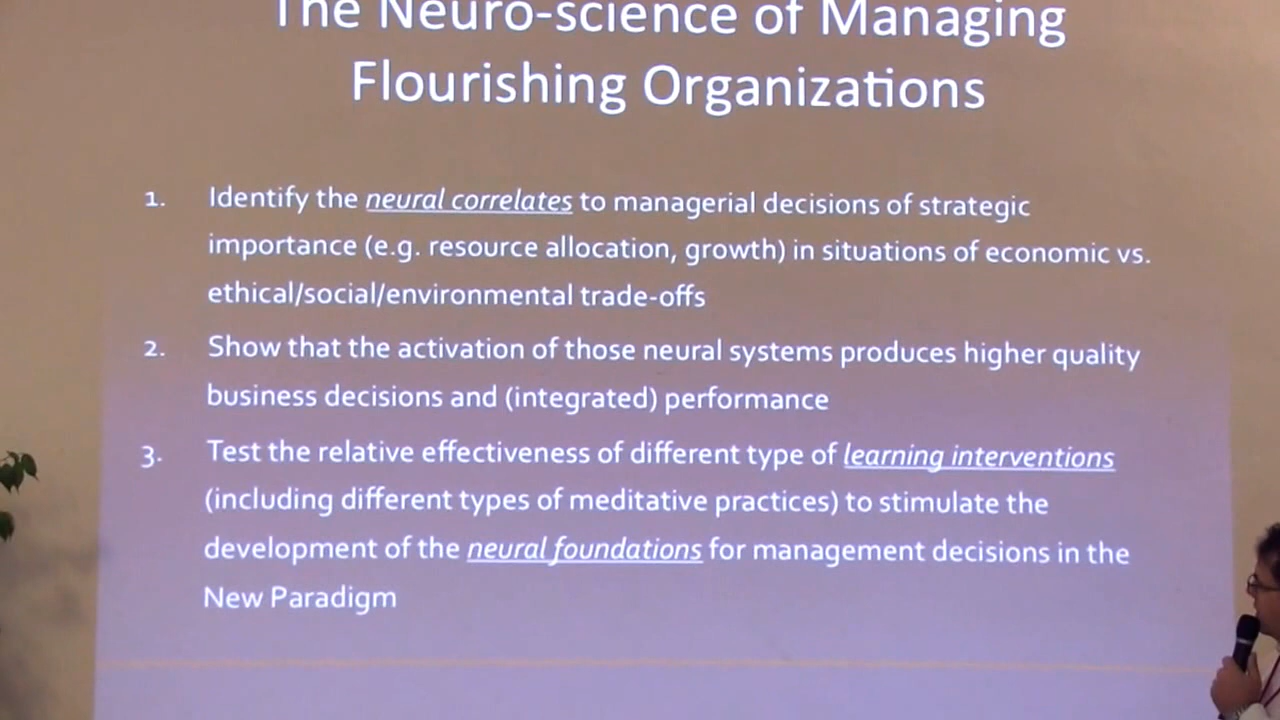 The Neuro-science of Managing
Flourishing Organizations
1. Identify the neural correlates to managerial decisions of strategic
importance (e.g. resource allocation, growth) in situations of economic vs.
ethical/social/environmental trade-offs
2. Show that the activation of those neural systems produces higher quality
business decisions and (integrated) performance
3. Test the relative effectiveness of different type of learning interventions
(including different types of meditative practices) to stimulate the
development of the neural foundations for management decisions in the
New Paradigm